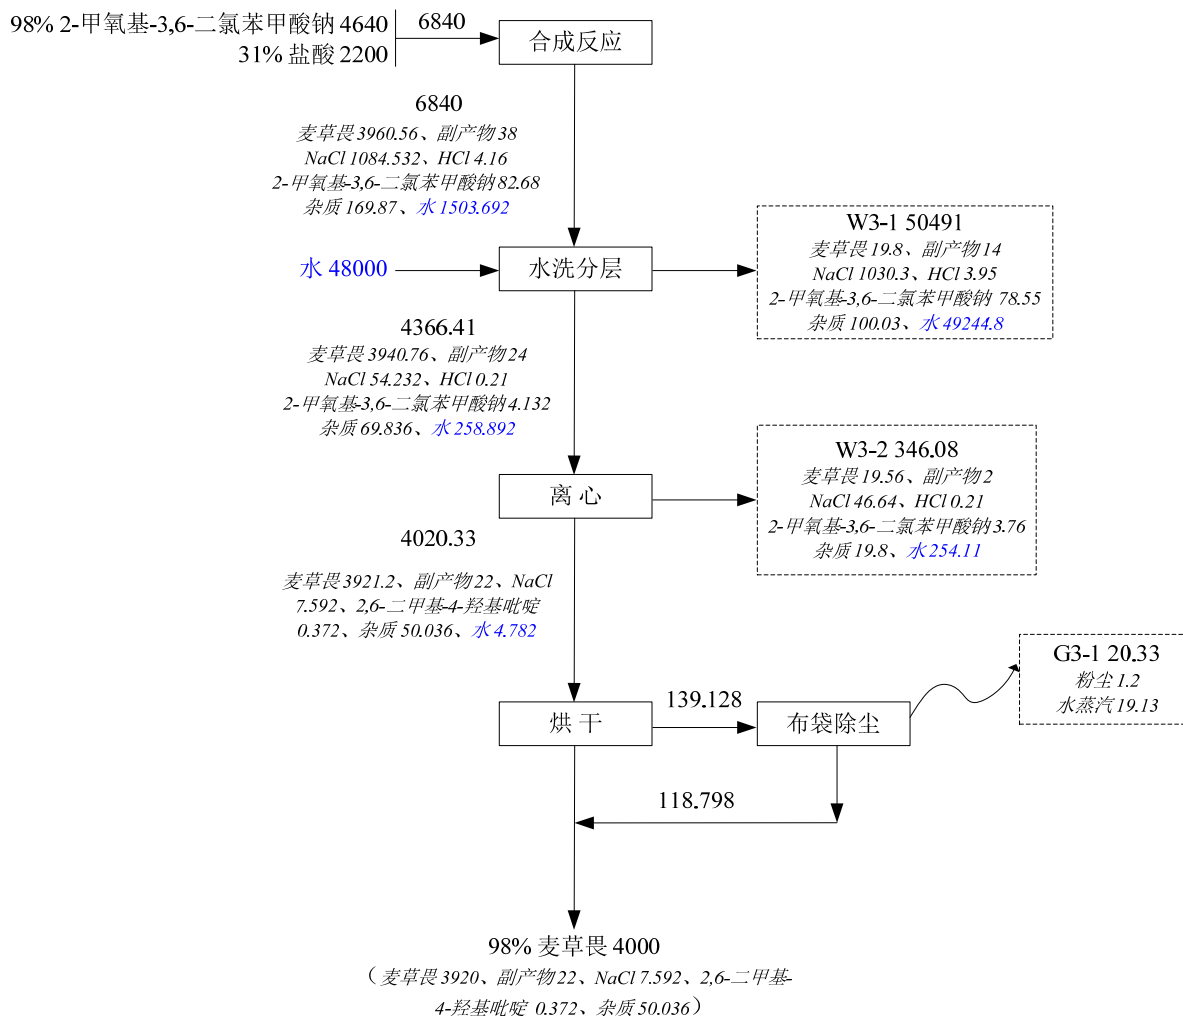 98% 2-甲氧基-3,6-二氯苯甲酸钠 4640
6840
31% 盐酸 2200
合成反应
6840
麦草畏 3960.56、副产物 38
NaCl 1084.532、HCl 4.16
2-甲氧基-3,6-二氯苯甲酸钠 82.68
杂质 169.87、水 1503.692
水 48000
水洗分层
W3-1 50491
麦草畏 19.8、副产物 14
NaCl 1030.3、HCl 3.95
2-甲氧基-3,6-二氯苯甲酸钠 78.55
杂质 100.03、水 49244.8
4366.41
麦草畏 3940.76、副产物 24
NaCl 54.232、HCl 0.21
2-甲氧基-3,6-二氯苯甲酸钠 4.132
杂质 69.836、水 258.892
离 心
W3-2 346.08
麦草畏 19.56、副产物 2
NaCl 46.64、HCl 0.21
2-甲氧基-3,6-二氯苯甲酸钠 3.76
杂质 19.8、水 254.11
4020.33
麦草畏 3921.2、副产物 22、NaCl
7.592、2,6-二甲基-4-羟基吡啶
0.372、杂质 50.036、水 4.782
烘 干
139.128
布袋除尘
G3-1 20.33
粉尘 1.2
水蒸汽 19.13
118.798
98% 麦草畏 4000
（麦草畏 3920、副产物 22、NaCl 7.592、2,6-二甲基-
4-羟基吡啶 0.372、杂质 50.036）